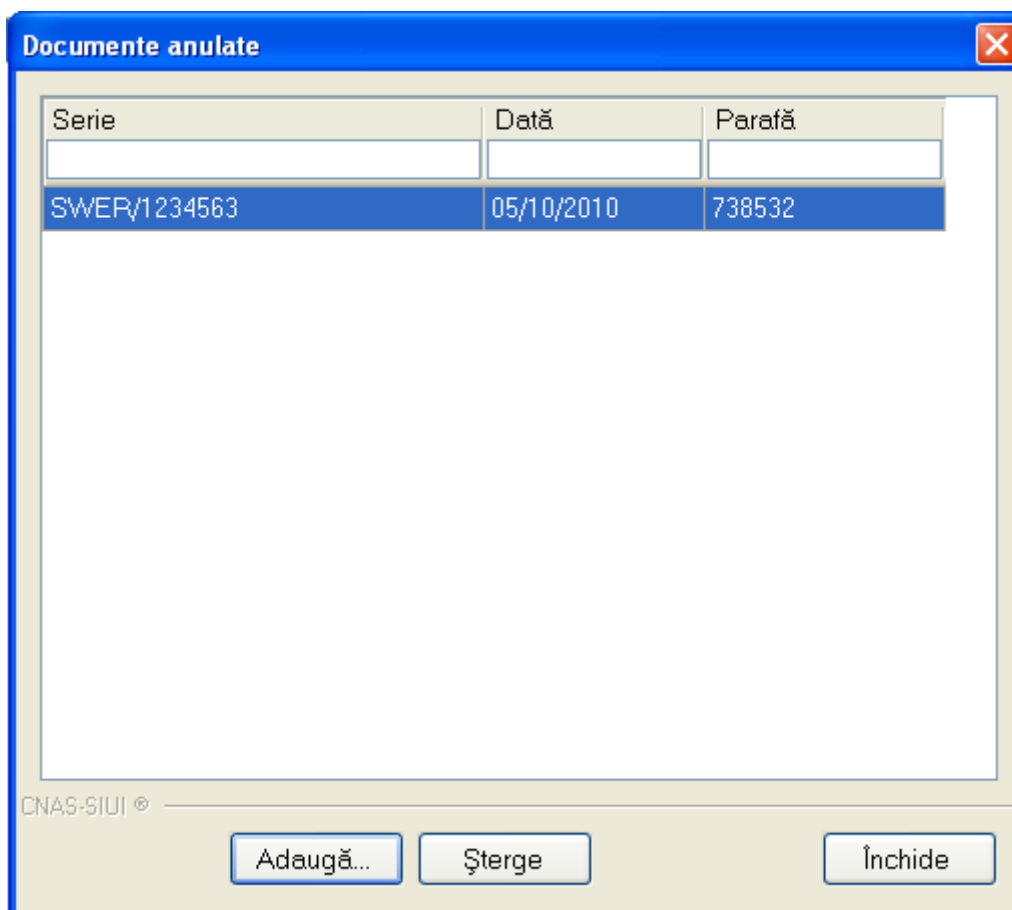 Documente anulate
Serie Dată Parafă
SWER/1234563 05/10/2010 738532
CNAS-SIUI ®
Adaugă... Şterge Închide